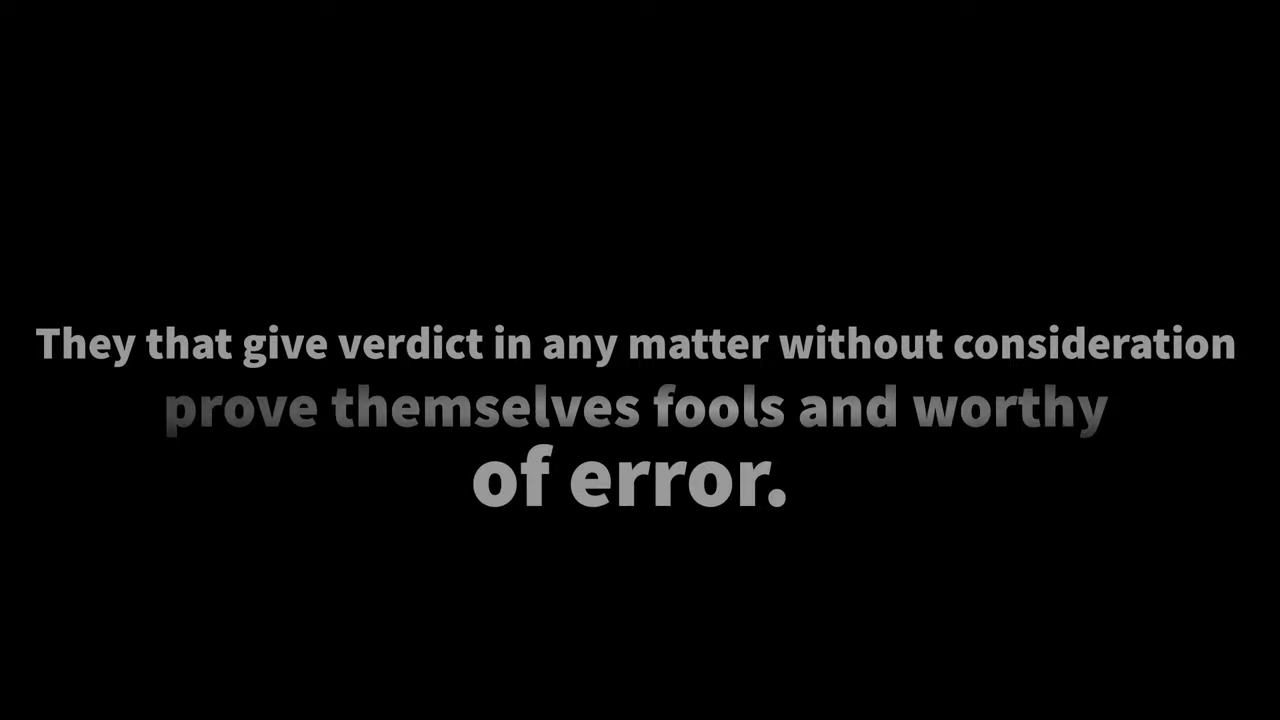 They that give verdict in any matter without consideration
prove themselves fools and worthy
of error.